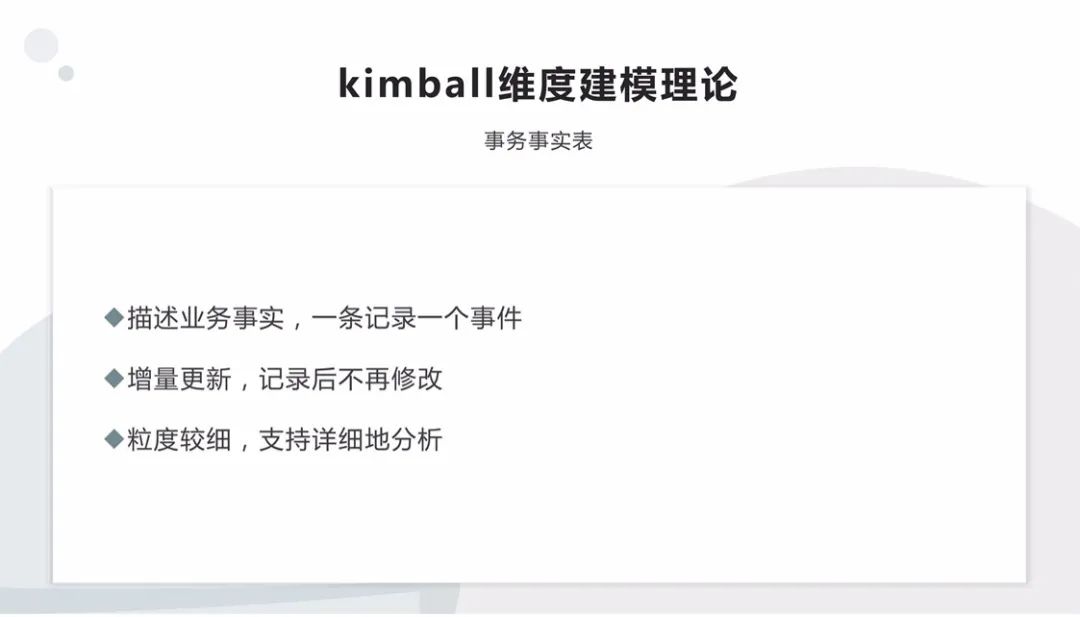 kimball维度建模理论
事务事实表
◆描述业务事实，一条记录一个事件
◆增量更新，记录后不再修改
◆粒度较细，支持详细地分析